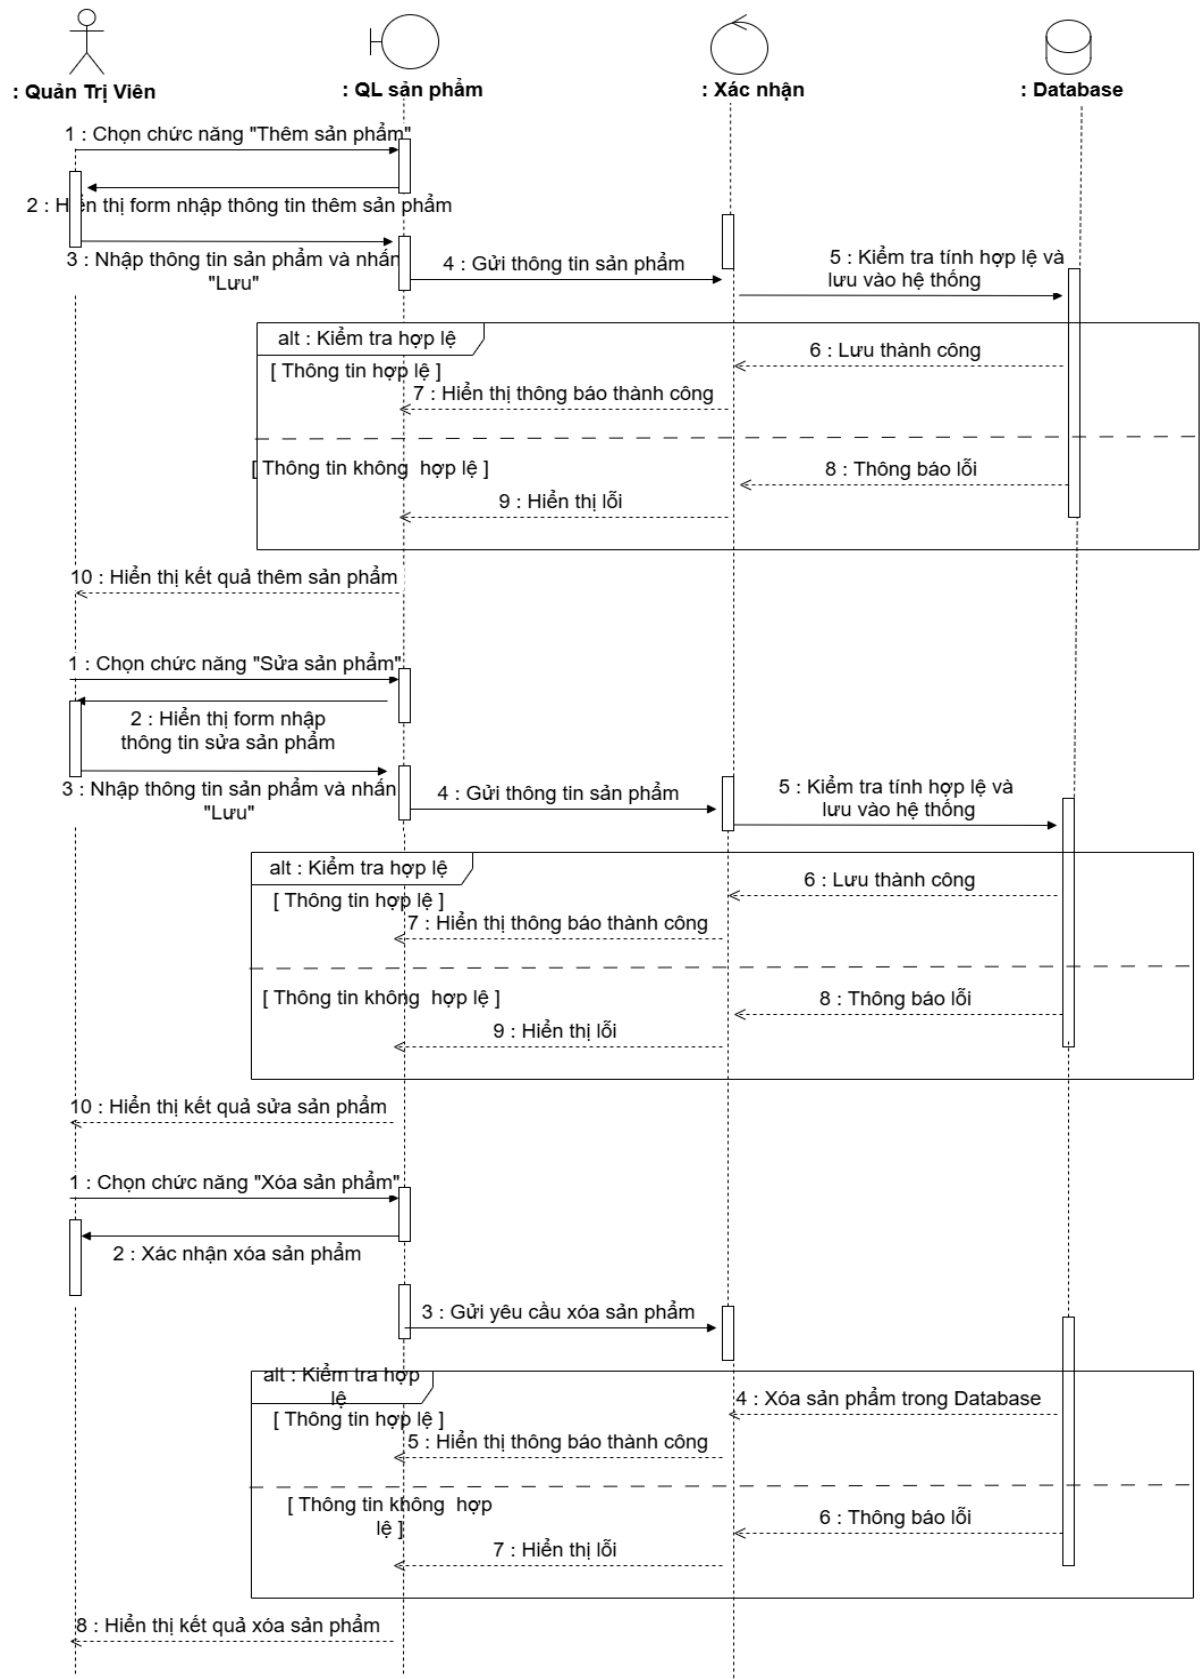 : Quản Trị Viên
: QL sản phẩm
: Xác nhận
: Database
1 : Chọn chức năng "Thêm sản phẩm"
2 : Hiển thị form nhập thông tin thêm sản phẩm
3 : Nhập thông tin sản phẩm và nhấn
"Lưu"
4 : Gửi thông tin sản phẩm
5 : Kiểm tra tính hợp lệ và
lưu vào hệ thống
alt : Kiểm tra hợp lệ
[ Thông tin hợp lệ ]
6 : Lưu thành công
7 : Hiển thị thông báo thành công
[ Thông tin không  hợp lệ ]
8 : Thông báo lỗi
9 : Hiển thị lỗi
10 : Hiển thị kết quả thêm sản phẩm
1 : Chọn chức năng "Sửa sản phẩm"
2 : Hiển thị form nhập
thông tin sửa sản phẩm
3 : Nhập thông tin sản phẩm và nhấn
"Lưu"
4 : Gửi thông tin sản phẩm
5 : Kiểm tra tính hợp lệ và
lưu vào hệ thống
alt : Kiểm tra hợp lệ
[ Thông tin hợp lệ ]
6 : Lưu thành công
7 : Hiển thị thông báo thành công
[ Thông tin không  hợp lệ ]
8 : Thông báo lỗi
9 : Hiển thị lỗi
10 : Hiển thị kết quả sửa sản phẩm
1 : Chọn chức năng "Xóa sản phẩm"
2 : Xác nhận xóa sản phẩm
3 : Gửi yêu cầu xóa sản phẩm
alt : Kiểm tra hợp
lệ
[ Thông tin hợp lệ ]
4 : Xóa sản phẩm trong Database
5 : Hiển thị thông báo thành công
[ Thông tin không  hợp
lệ ]
6 : Thông báo lỗi
7 : Hiển thị lỗi
8 : Hiển thị kết quả xóa sản phẩm